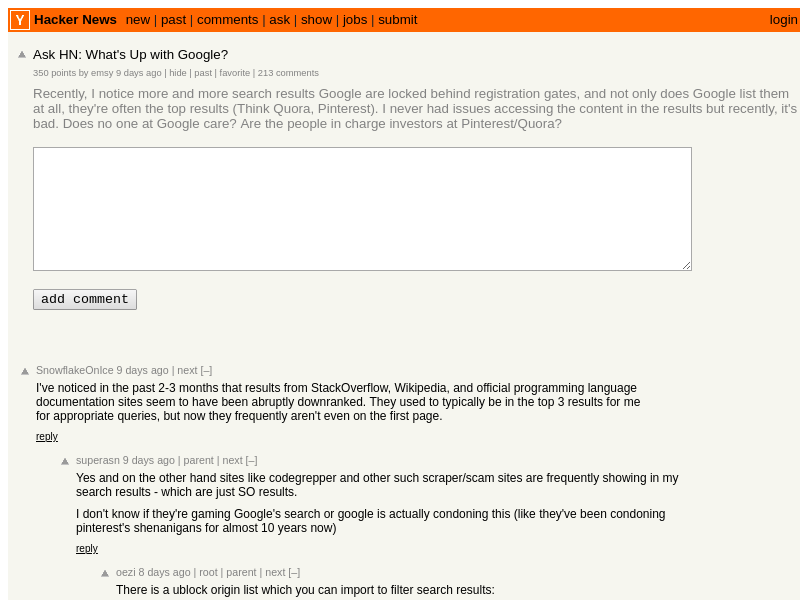 Y Hacker News new | past | comments | ask | show | jobs | submit login
Ask HN: What's Up with Google?
350 points by emsy 9 days ago | hide | past | favorite | 213 comments
Recently, I notice more and more search results Google are locked behind registration gates, and not only does Google list them
at all, they're often the top results (Think Quora, Pinterest). I never had issues accessing the content in the results but recently, it's
bad. Does no one at Google care? Are the people in charge investors at Pinterest/Quora?
add comment
SnowflakeOnIce 9 days ago | next [–]
I've noticed in the past 2-3 months that results from StackOverflow, Wikipedia, and official programming language
documentation sites seem to have been abruptly downranked. They used to typically be in the top 3 results for me
for appropriate queries, but now they frequently aren't even on the first page.
reply
superasn 9 days ago | parent | next [–]
Yes and on the other hand sites like codegrepper and other such scraper/scam sites are frequently showing in my
search results - which are just SO results.
I don't know if they're gaming Google's search or google is actually condoning this (like they've been condoning
pinterest's shenanigans for almost 10 years now)
reply
oezi 8 days ago | root | parent | next [–]
There is a ublock origin list which you can import to filter search results: